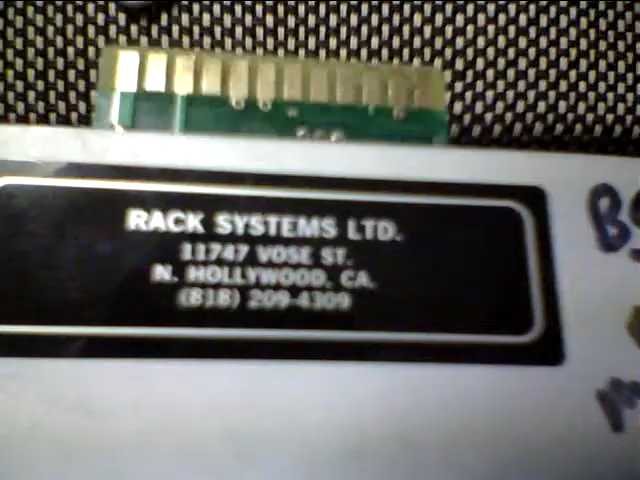 RACK SYSTEMS LTD.
11747 VOSE ST.
N. HOLLYWOOD, CA.
(818) 209-4309